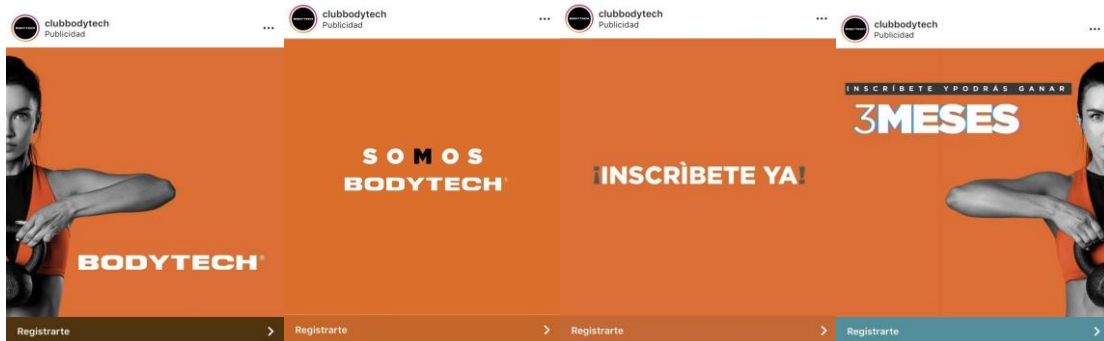 clubbodytech
Publicidad
BODYTECH
Registrarte
clubbodytech
Publicidad
SOMOS
BODYTECH
Registrarte
clubbodytech
Publicidad
¡INSCRÌBETE YA!
Registrarte
clubbodytech
Publicidad
INSCRÍBETE YPODRÁS GANAR
3MESES
Registrarte